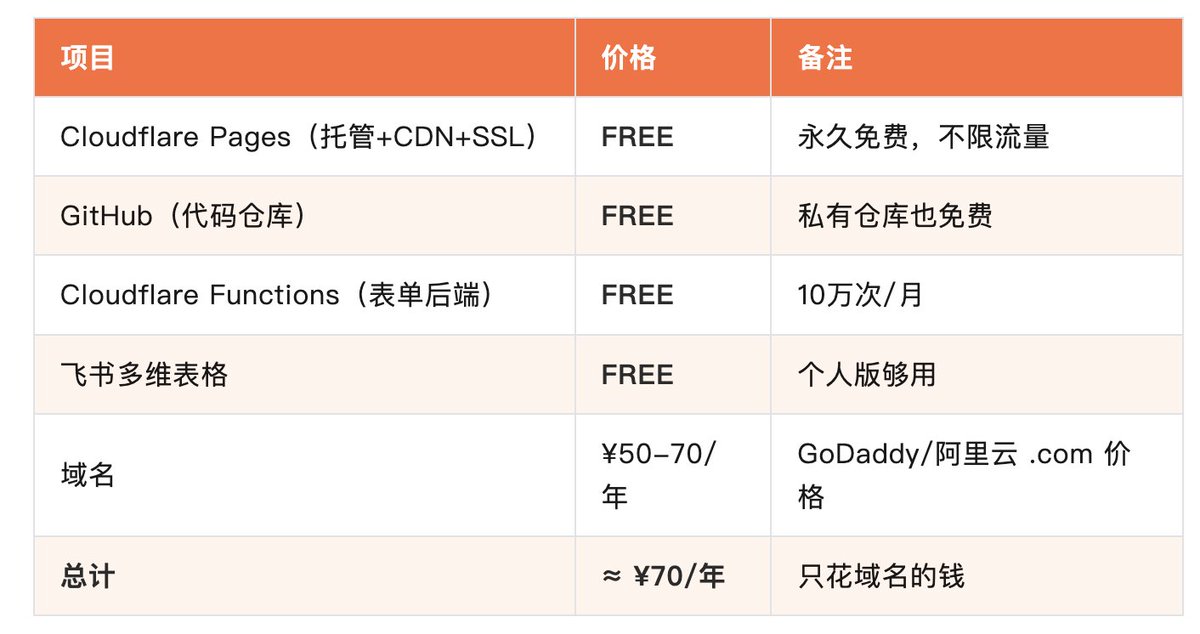 项目 价格 备注
Cloudflare Pages（托管+CDN+SSL） FREE 永久免费，不限流量
GitHub（代码仓库） FREE 私有仓库也免费
Cloudflare Functions（表单后端） FREE 10万次/月
飞书多维表格 FREE 个人版够用
域名 ¥50-70/年 GoDaddy/阿里云 .com 价格
总计 ≈ ¥70/年 只花域名的钱